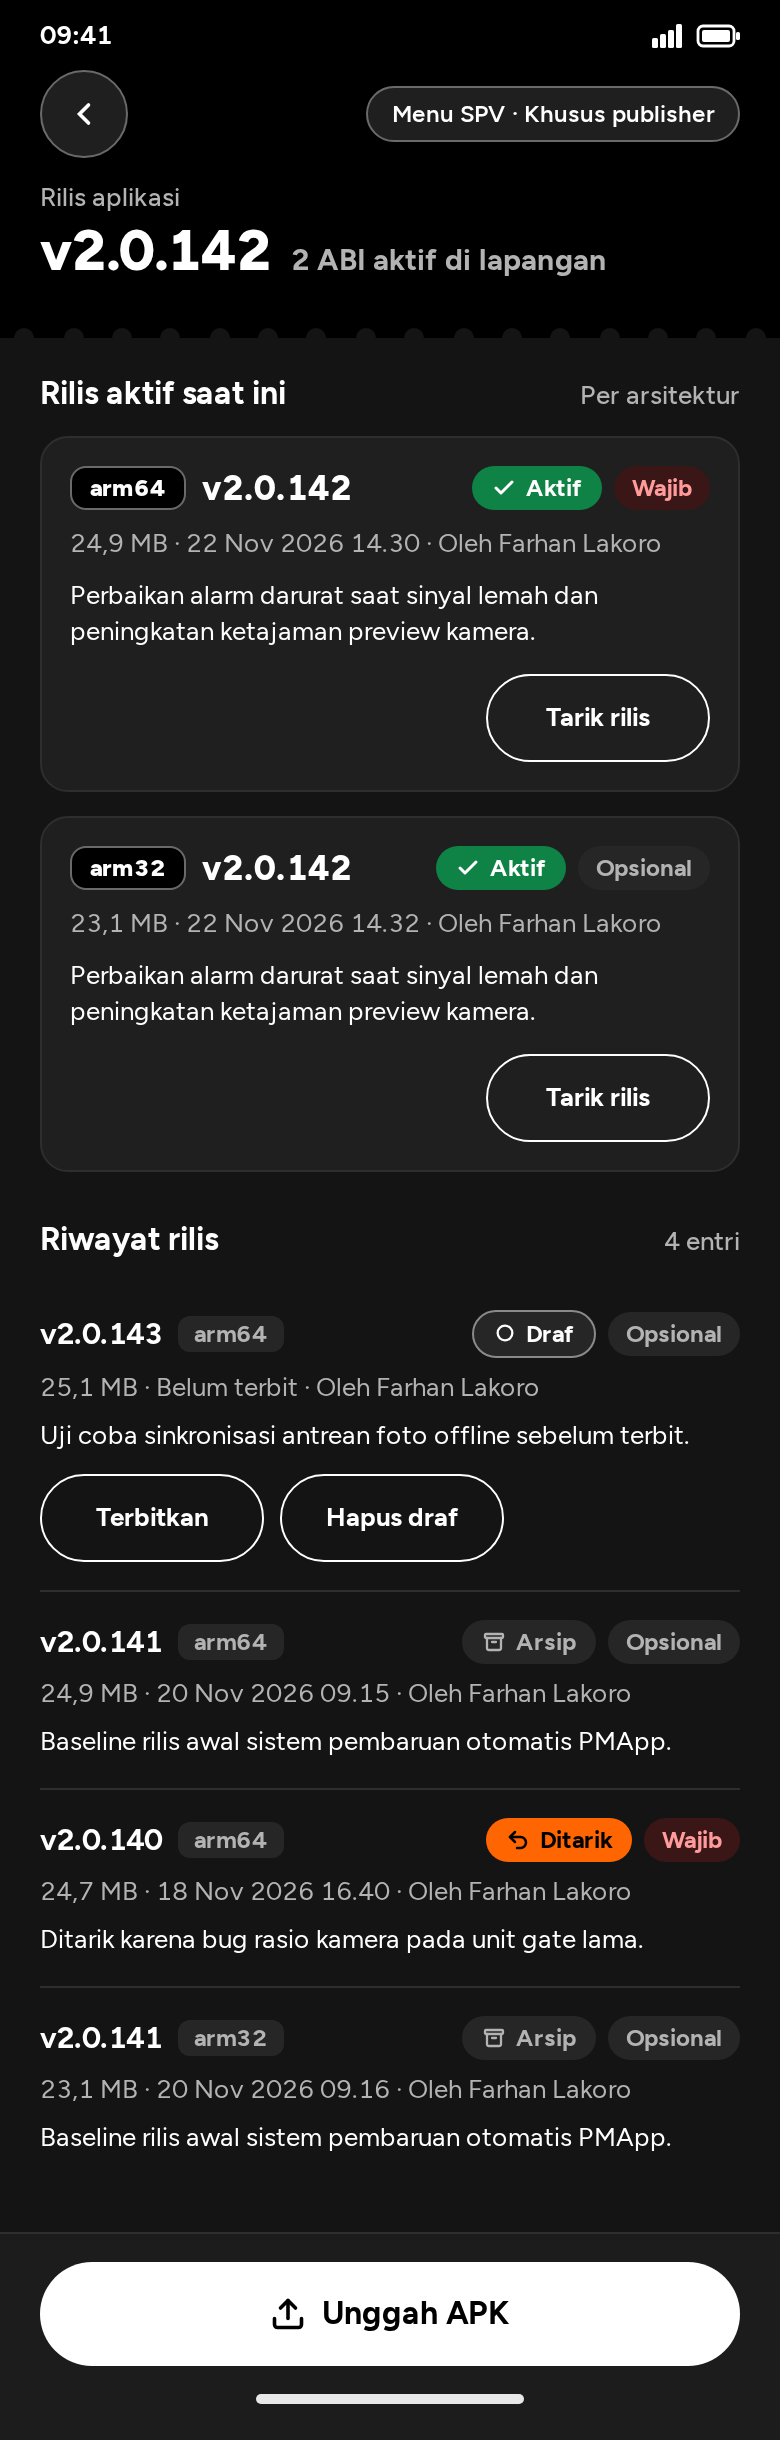 09:41
Menu SPV · Khusus publisher
Rilis aplikasi
v2.0.142 2 ABI aktif di lapangan
Rilis aktif saat ini Per arsitektur
arm64 v2.0.142 Aktif Wajib
24,9 MB · 22 Nov 2026 14.30 · Oleh Farhan Lakoro
Perbaikan alarm darurat saat sinyal lemah dan
peningkatan ketajaman preview kamera.
Tarik rilis
arm32 v2.0.142 Aktif Opsional
23,1 MB · 22 Nov 2026 14.32 · Oleh Farhan Lakoro
Perbaikan alarm darurat saat sinyal lemah dan
peningkatan ketajaman preview kamera.
Tarik rilis
Riwayat rilis 4 entri
v2.0.143 arm64 Draf Opsional
25,1 MB · Belum terbit · Oleh Farhan Lakoro
Uji coba sinkronisasi antrean foto offline sebelum terbit.
Terbitkan Hapus draf
v2.0.141 arm64 Arsip Opsional
24,9 MB · 20 Nov 2026 09.15 · Oleh Farhan Lakoro
Baseline rilis awal sistem pembaruan otomatis PMApp.
v2.0.140 arm64 Ditarik Wajib
24,7 MB · 18 Nov 2026 16.40 · Oleh Farhan Lakoro
Ditarik karena bug rasio kamera pada unit gate lama.
v2.0.141 arm32 Arsip Opsional
23,1 MB · 20 Nov 2026 09.16 · Oleh Farhan Lakoro
Baseline rilis awal sistem pembaruan otomatis PMApp.
Unggah APK